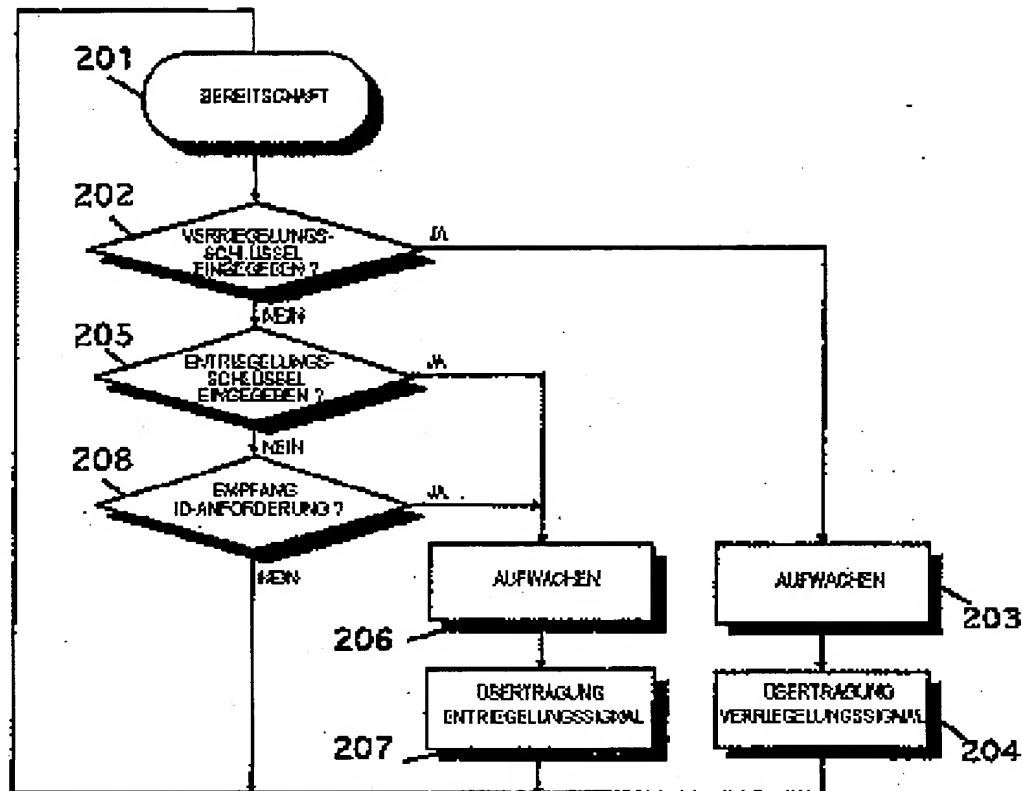 201
BEREITSCHAFT
202
VERRIEGELUNGS-
SCHLÜSSEL
EINGEGEBEN ?
JA
NEIN
205
ENTRIEGELUNGS-
SCHLÜSSEL
EINGEGEBEN ?
JA
NEIN
208
EMPFANG
ID-ANFORDERUNG ?
JA
NEIN
AUFWACHEN
206
AUFWACHEN
203
ÜBERTRAGUNG
ENTRIEGELUNGSSIGNAL
207
ÜBERTRAGUNG
VERRIEGELUNGSSIGNAL
204